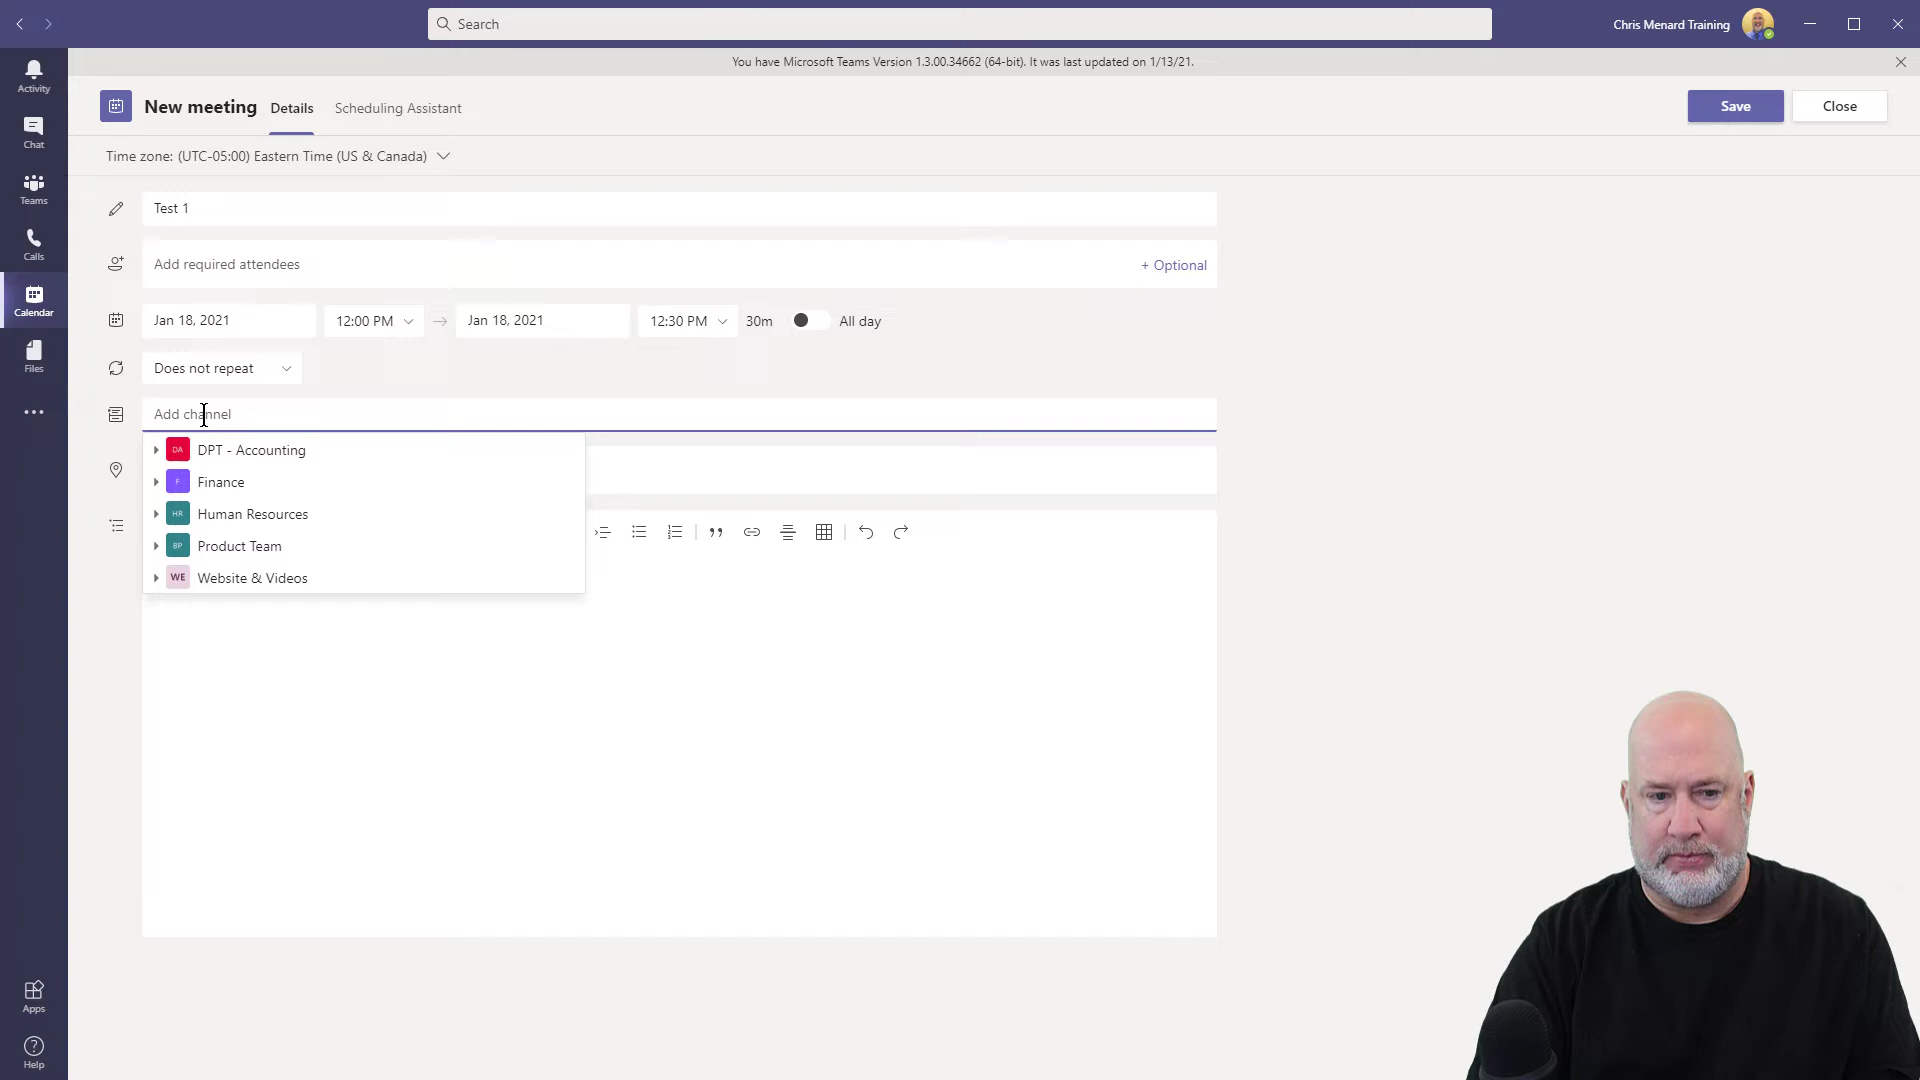 Search
Chris Menard Training
You have Microsoft Teams Version 1.3.00.34662 (64-bit). It was last updated on 1/13/21.
Activity
Chat
Teams
Calls
Calendar
Files
Apps
Help
New meeting Details Scheduling Assistant Save Close
Time zone: (UTC-05:00) Eastern Time (US & Canada)
Test 1
Add required attendees + Optional
Jan 18, 2021 12:00 PM → Jan 18, 2021 12:30 PM 30m All day
Does not repeat
Add channel
DA DPT - Accounting
F Finance
HR Human Resources
BP Product Team
WE Website & Videos